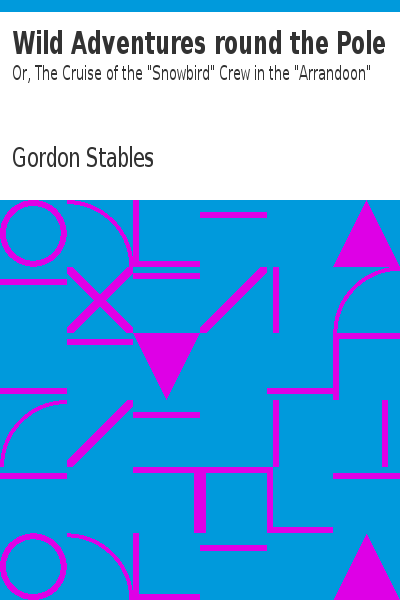 Wild Adventures round the Pole
Or, The Cruise of the "Snowbird" Crew in the "Arrandoon"
Gordon Stables